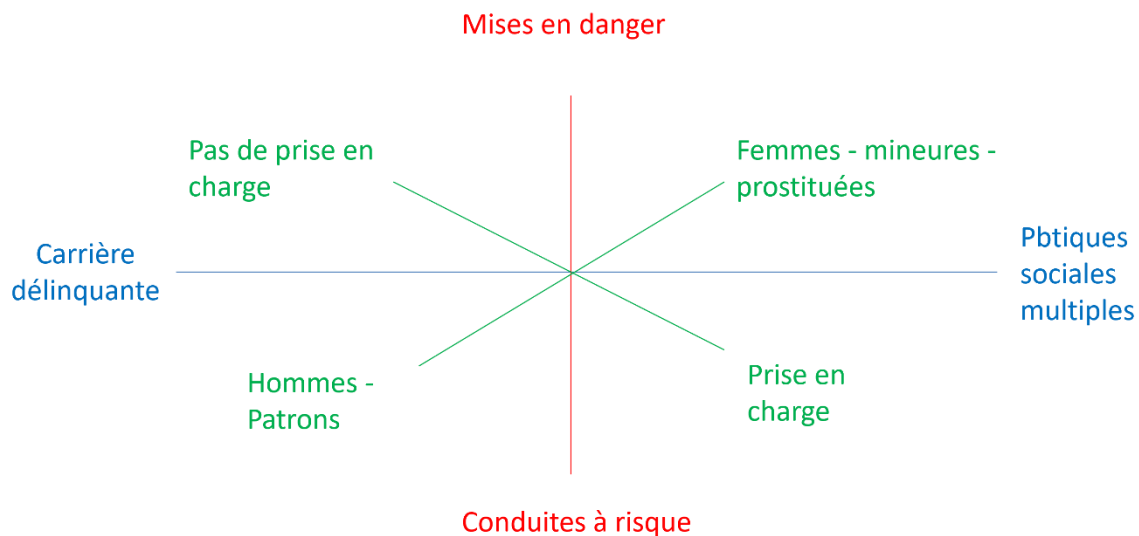 Mises en danger
Pas de prise en
charge
Femmes - mineures -
prostituées
Carrière
délinquante
Pbtiques
sociales
multiples
Hommes -
Patrons
Prise en
charge
Conduites à risque